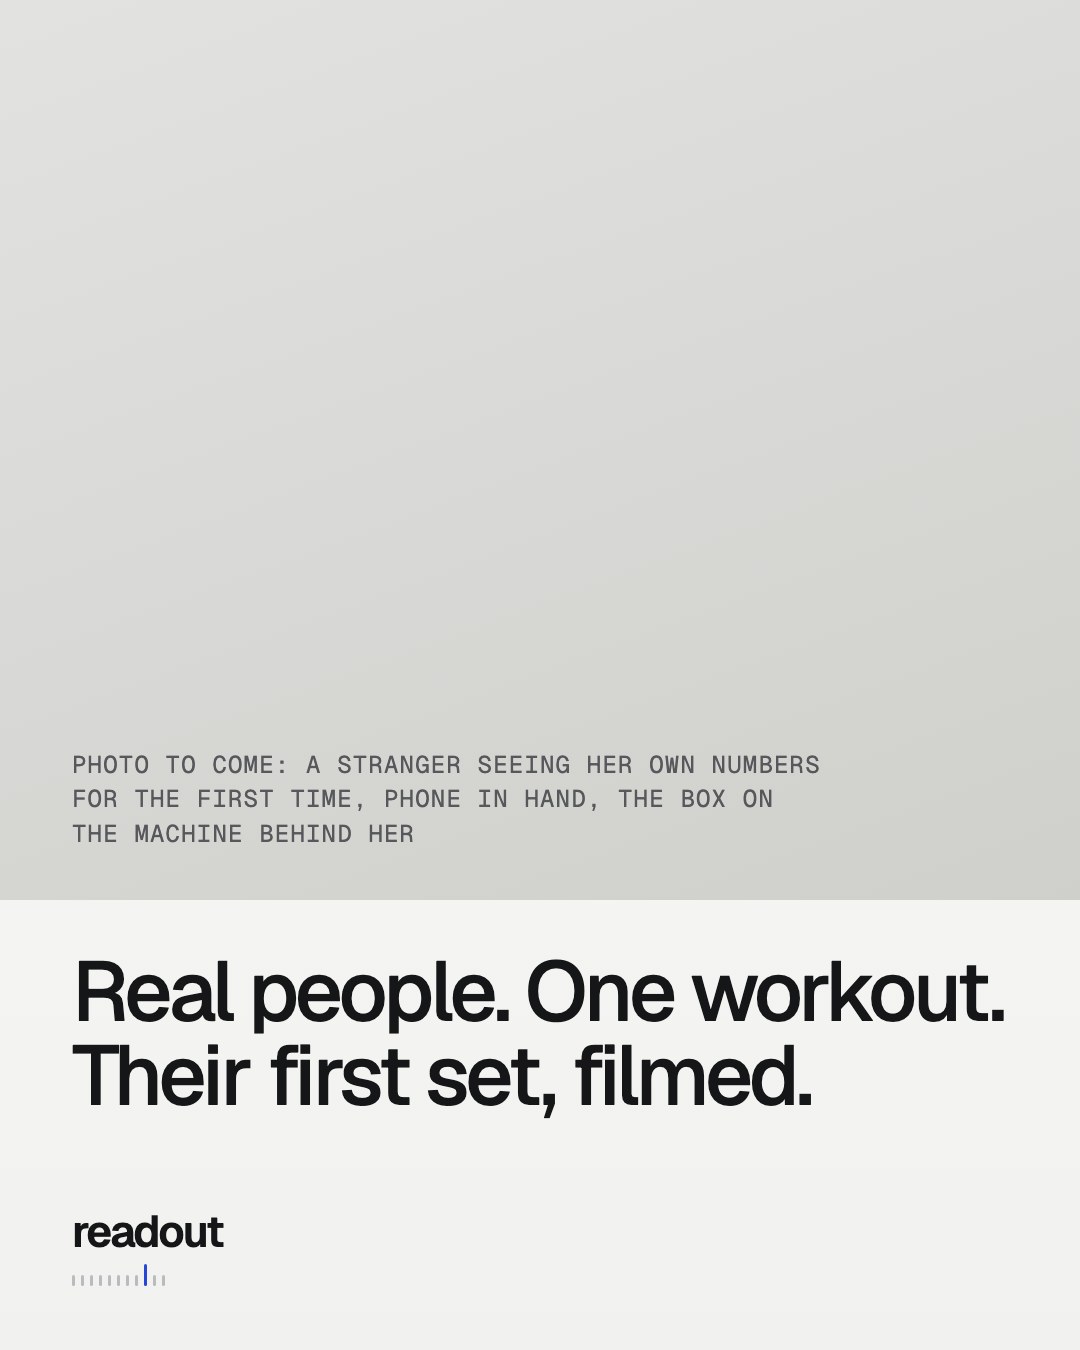 PHOTO TO COME: A STRANGER SEEING HER OWN NUMBERS
FOR THE FIRST TIME, PHONE IN HAND, THE BOX ON
THE MACHINE BEHIND HER
Real people. One workout.
Their first set, filmed.
readout